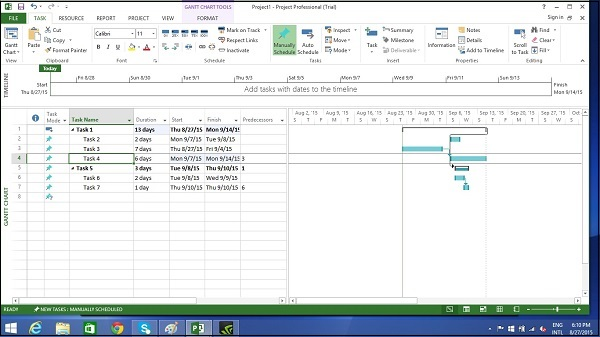 GANTT CHART TOOLS
Project1 - Project Professional (Trial)
FILE TASK RESOURCE REPORT PROJECT VIEW FORMAT
Sign in
Gantt Chart
Paste
Cut
Copy
Format Painter
Calibri 11
B I U
Mark on Track
Respect Links
Inactivate
Manually Schedule
Auto Schedule
Inspect
Move
Mode
Task
Summary
Milestone
Deliverable
Information
Notes
Details
Add to Timeline
Scroll to Task
Find
Clear
Fill
View Clipboard Font Schedule Tasks Insert Properties Editing
Today
TIMELINE
Start
Thu 8/27/15
Fri 8/28 Sun 8/30 Tue 9/1 Thu 9/3 Sat 9/5 Mon 9/7 Wed 9/9 Fri 9/11 Sun 9/13
Add tasks with dates to the timeline
Finish
Mon 9/14/15
Task Mode Task Name Duration Start Finish Predecessors
1 Task 1 13 days Thu 8/27/15 Mon 9/14/15
2 Task 2 2 days Mon 9/7/15 Tue 9/8/15
3 Task 3 7 days Thu 8/27/15 Fri 9/4/15
4 Task 4 6 days Mon 9/7/15 Mon 9/14/15 3
5 Task 5 3 days Tue 9/8/15 Thu 9/10/15 1
6 Task 6 2 days Tue 9/8/15 Wed 9/9/15
7 Task 7 1 day Thu 9/10/15 Thu 9/10/15 6
8
Aug 2, '15 Aug 9, '15 Aug 16, '15 Aug 23, '15 Aug 30, '15 Sep 6, '15 Sep 13, '15 Sep 20, '15 Sep 27, '15
GANTT CHART
READY NEW TASKS : MANUALLY SCHEDULED
ENG
INTL
6:10 PM
8/27/2015